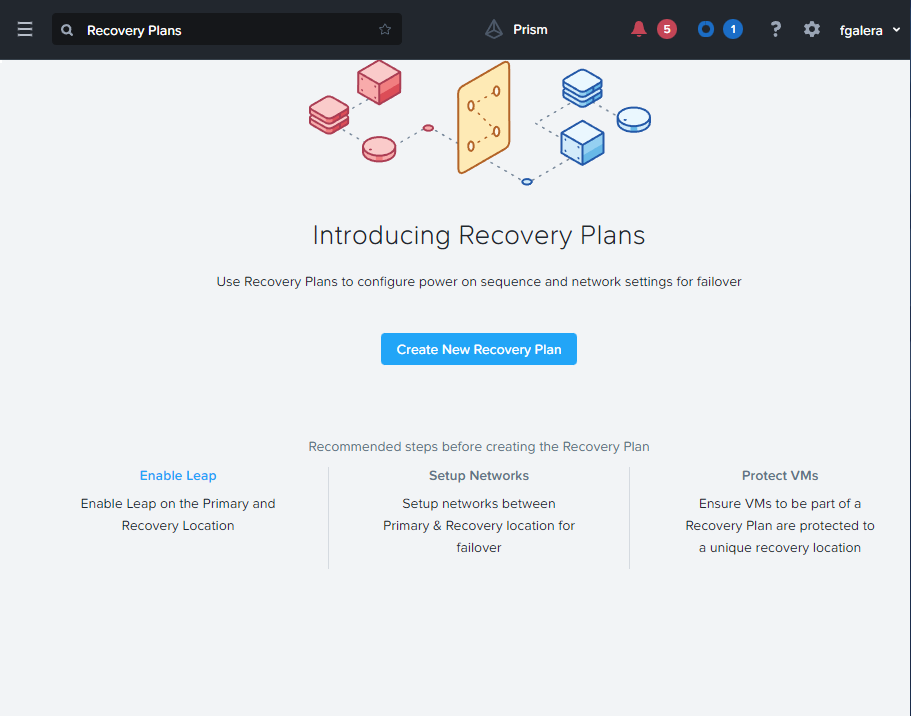 Recovery Plans
Prism
5
1
?
fgalera
Introducing Recovery Plans
Use Recovery Plans to configure power on sequence and network settings for failover
Create New Recovery Plan
Recommended steps before creating the Recovery Plan
Enable Leap
Enable Leap on the Primary and
Recovery Location
Setup Networks
Setup networks between
Primary & Recovery location for
failover
Protect VMs
Ensure VMs to be part of a
Recovery Plan are protected to
a unique recovery location